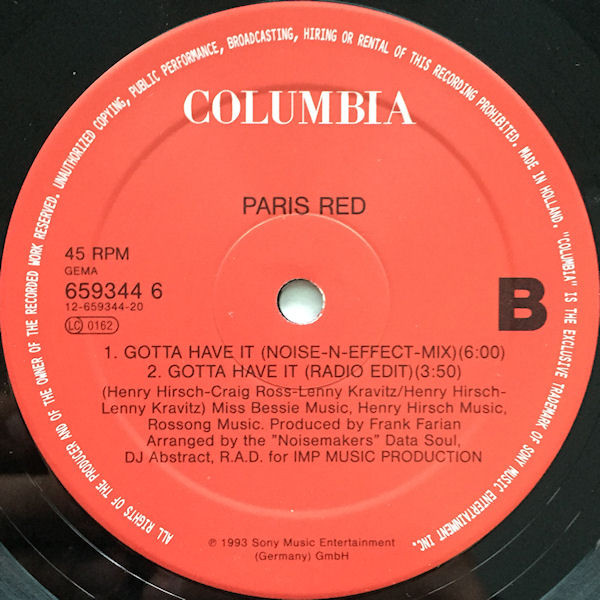 ALL RIGHTS OF THE PRODUCER AND OF THE OWNER OF THE RECORDED WORK RESERVED. UNAUTHORIZED COPYING, PUBLIC PERFORMANCE, BROADCASTING, HIRING OR RENTAL OF THIS RECORDING PROHIBITED. MADE IN HOLLAND. "COLUMBIA" IS THE EXCLUSIVE TRADEMARK OF SONY MUSIC ENTERTAINMENT INC.
COLUMBIA
PARIS RED
45 RPM
GEMA
659344 6
12-659344-20
LC 0162
B
1. GOTTA HAVE IT (NOISE-N-EFFECT-MIX)(6:00)
2. GOTTA HAVE IT (RADIO EDIT)(3:50)
(Henry Hirsch-Craig Ross-Lenny Kravitz/Henry Hirsch-
Lenny Kravitz) Miss Bessie Music, Henry Hirsch Music,
Rossong Music. Produced by Frank Farian
Arranged by the "Noisemakers" Data Soul,
DJ Abstract, R.A.D. for IMP MUSIC PRODUCTION
℗ 1993 Sony Music Entertainment
(Germany) GmbH